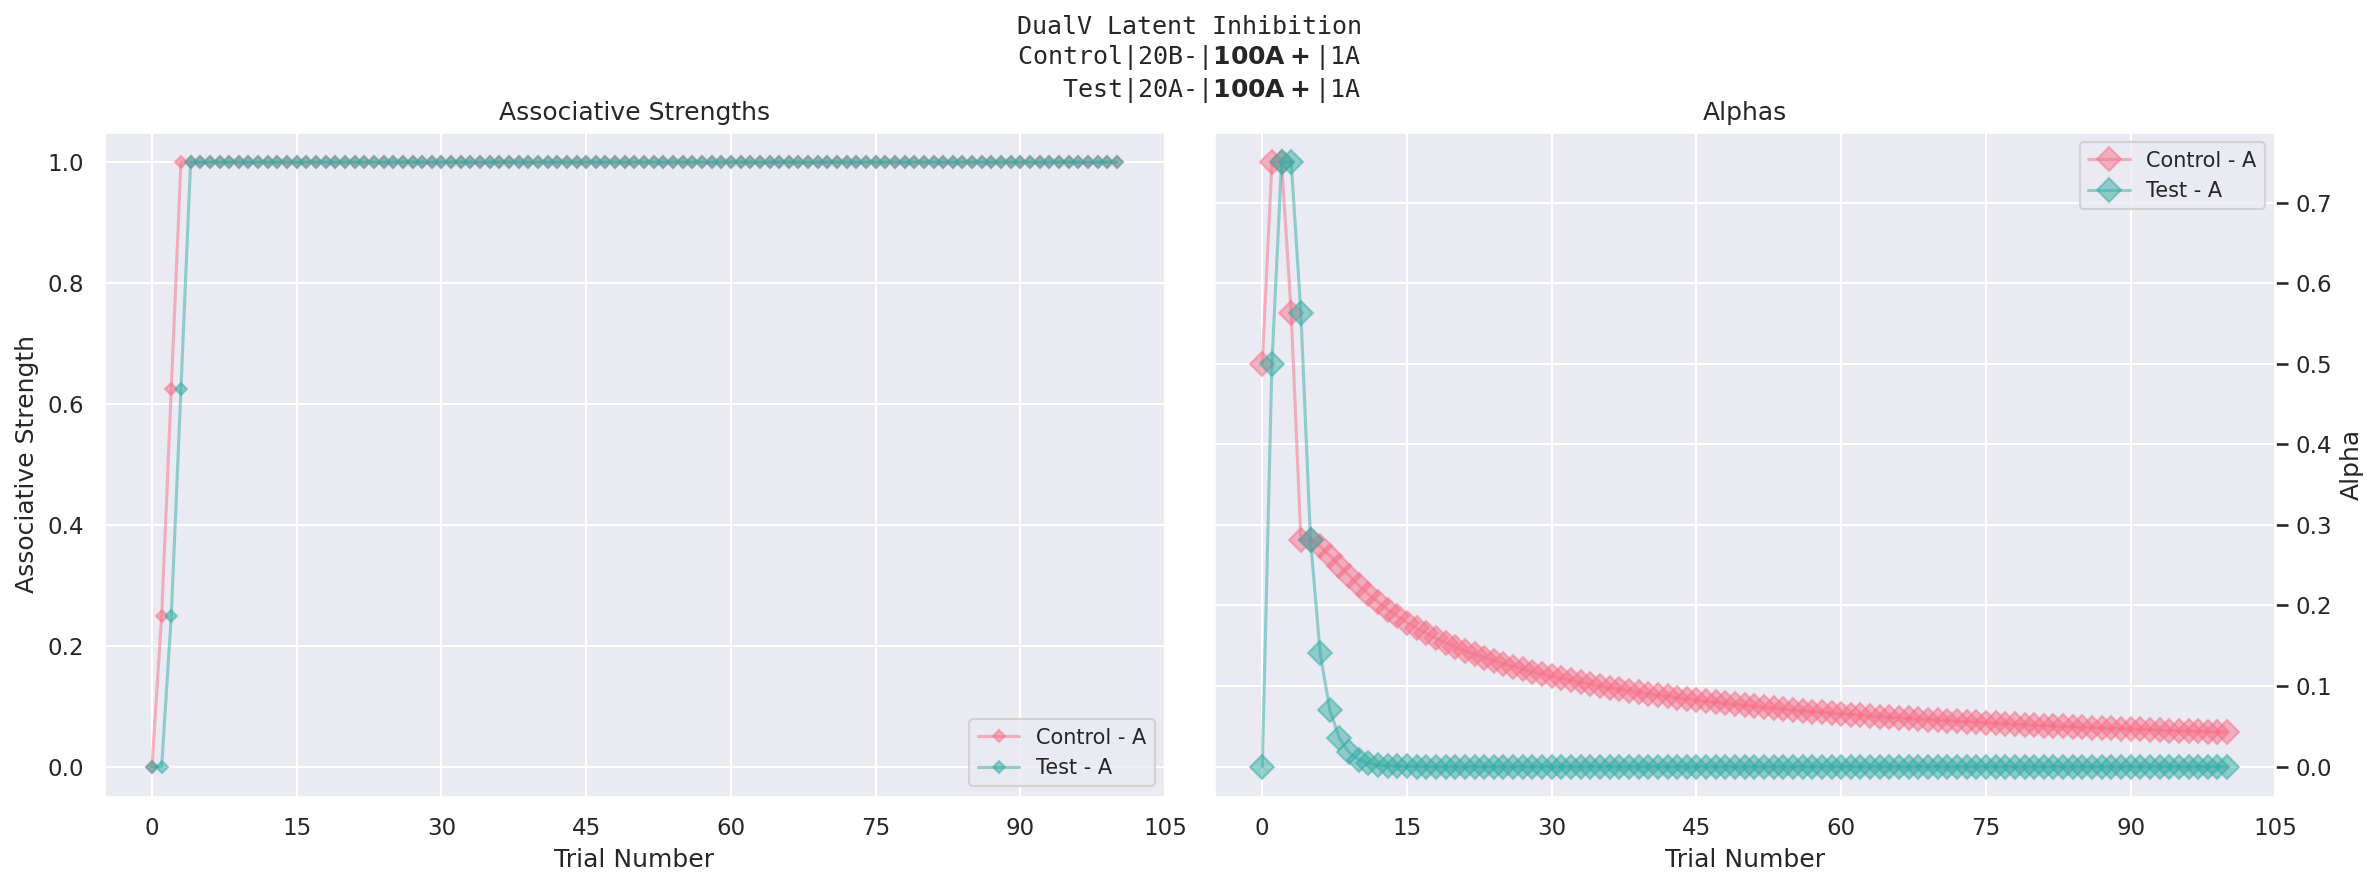 DualV Latent Inhibition
Control|20B-|100A+|1A
Test|20A-|100A+|1A
Associative Strengths
Associative Strength
1.0
0.8
0.6
0.4
0.2
0.0
0 15 30 45 60 75 90 105
Trial Number
Control - A
Test - A
Alphas
Control - A
Test - A
0.7
0.6
0.5
0.4
0.3
0.2
0.1
0.0
Alpha
0 15 30 45 60 75 90 105
Trial Number